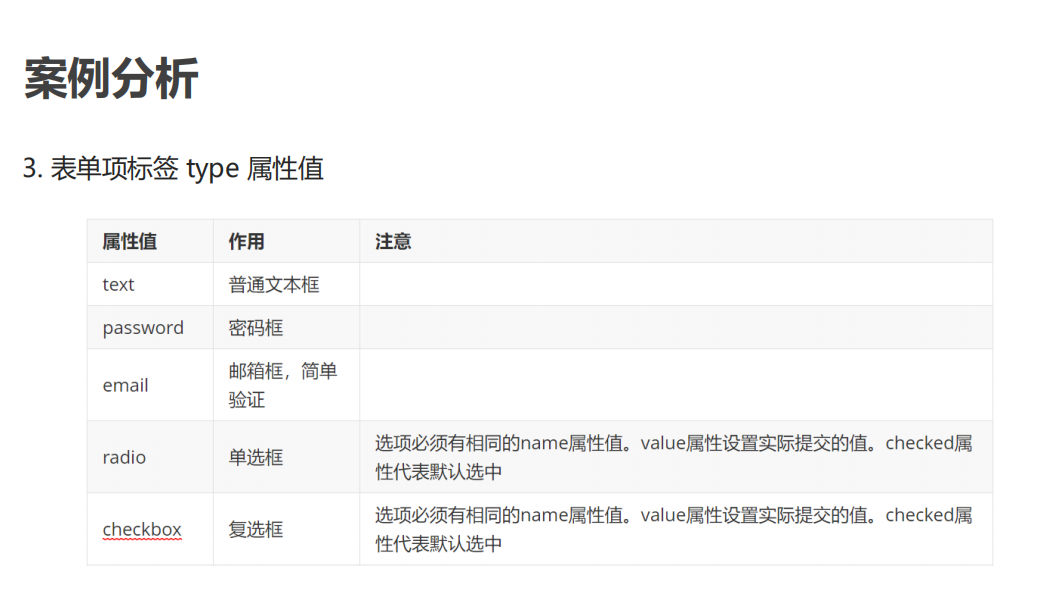 案例分析
3. 表单项标签 type 属性值
属性值 作用 注意
text 普通文本框
password 密码框
email 邮箱框，简单
验证
radio 单选框 选项必须有相同的name属性值。value属性设置实际提交的值。checked属
性代表默认选中
checkbox 复选框 选项必须有相同的name属性值。value属性设置实际提交的值。checked属
性代表默认选中